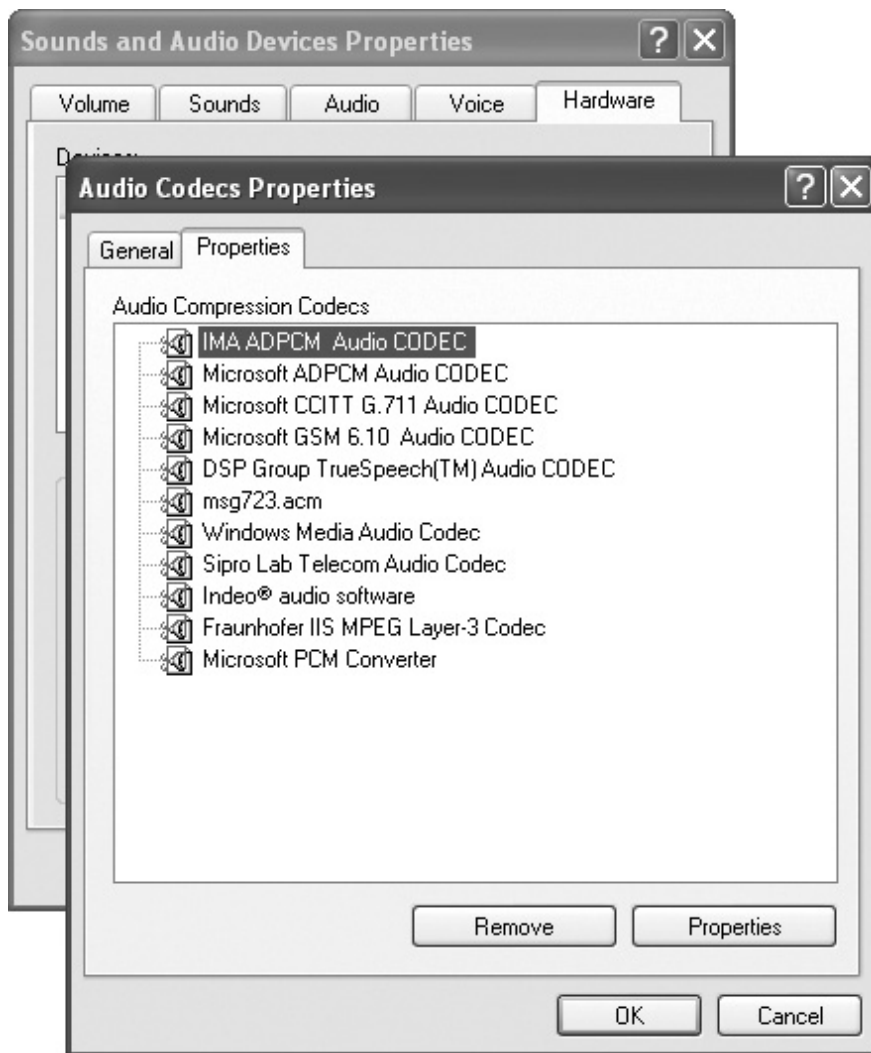 Sounds and Audio Devices Properties
Volume Sounds Audio Voice Hardware
Devices:
Audio Codecs Properties
General Properties
Audio Compression Codecs
IMA ADPCM Audio CODEC
Microsoft ADPCM Audio CODEC
Microsoft CCITT G.711 Audio CODEC
Microsoft GSM 6.10 Audio CODEC
DSP Group TrueSpeech(TM) Audio CODEC
msg723.acm
Windows Media Audio Codec
Sipro Lab Telecom Audio Codec
Indeo® audio software
Fraunhofer IIS MPEG Layer-3 Codec
Microsoft PCM Converter
Remove Properties
OK Cancel